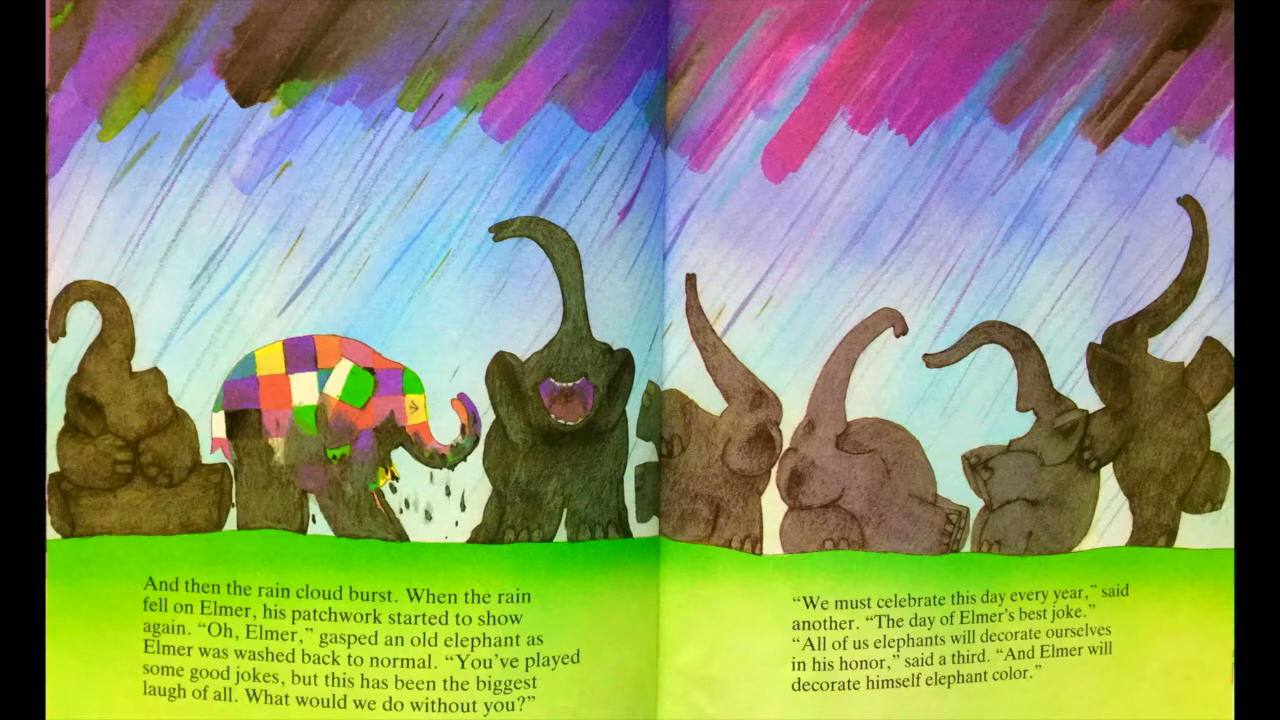 And then the rain cloud burst. When the rain
fell on Elmer, his patchwork started to show
again. “Oh, Elmer,” gasped an old elephant as
Elmer was washed back to normal. “You’ve played
some good jokes, but this has been the biggest
laugh of all. What would we do without you?”
“We must celebrate this day every year,” said
another. “The day of Elmer’s best joke.”
“All of us elephants will decorate ourselves
in his honor,” said a third. “And Elmer will
decorate himself elephant color.”